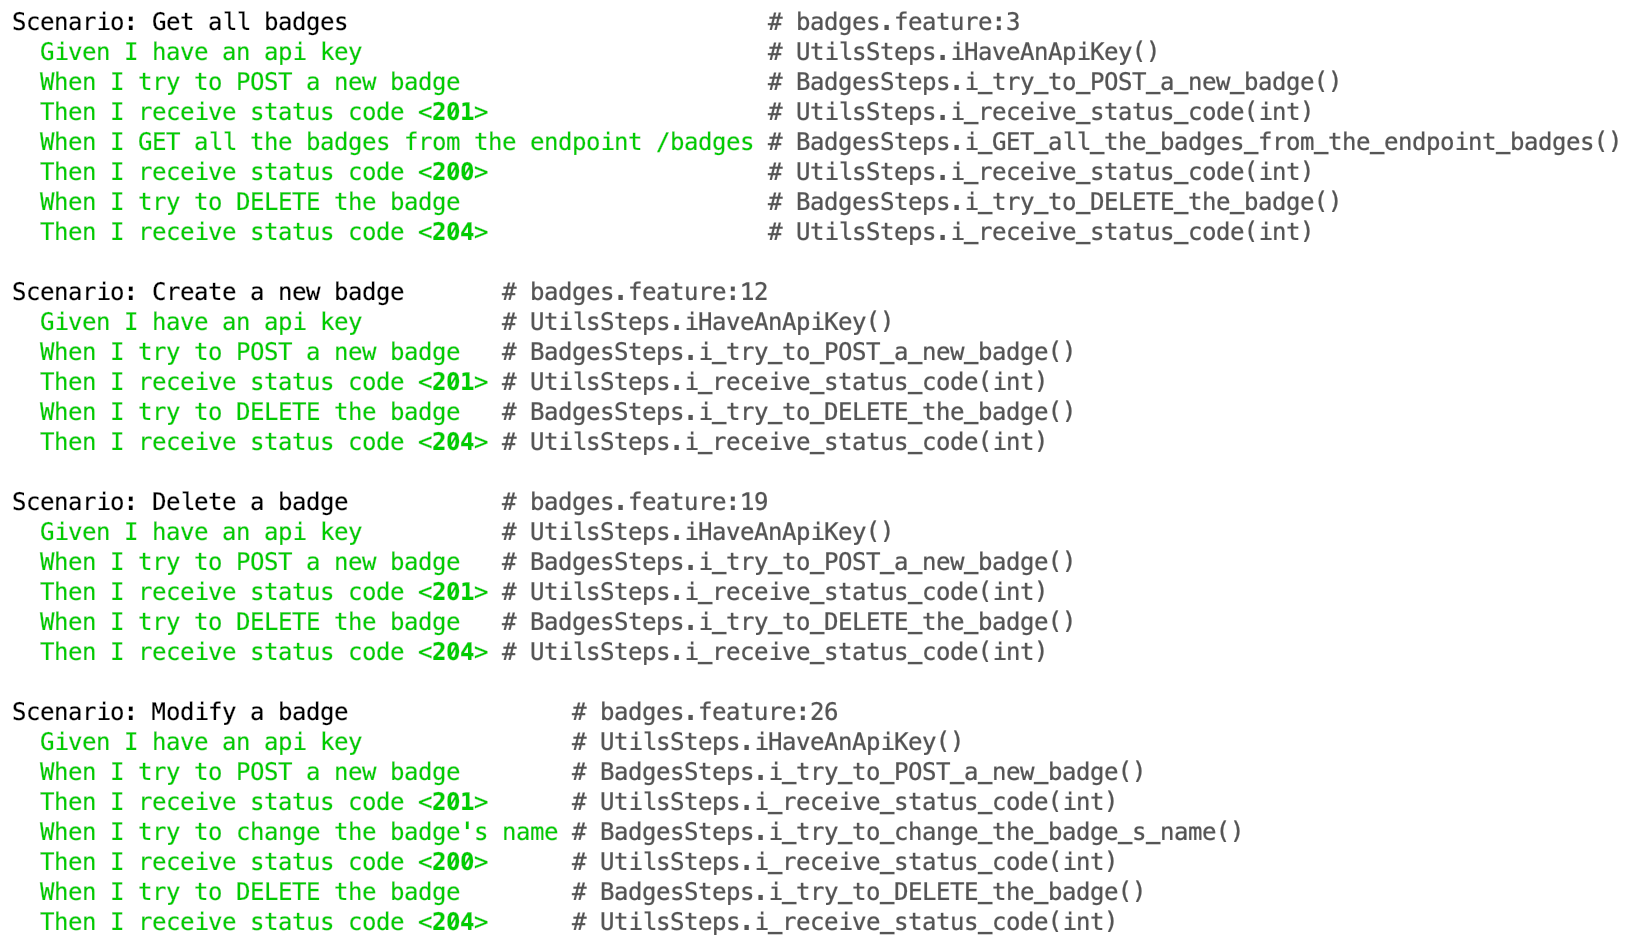 Scenario: Get all badges                              # badges.feature:3
  Given I have an api key                             # UtilsSteps.iHaveAnApiKey()
  When I try to POST a new badge                      # BadgesSteps.i_try_to_POST_a_new_badge()
  Then I receive status code <201>                    # UtilsSteps.i_receive_status_code(int)
  When I GET all the badges from the endpoint /badges # BadgesSteps.i_GET_all_the_badges_from_the_endpoint_badges()
  Then I receive status code <200>                    # UtilsSteps.i_receive_status_code(int)
  When I try to DELETE the badge                      # BadgesSteps.i_try_to_DELETE_the_badge()
  Then I receive status code <204>                    # UtilsSteps.i_receive_status_code(int)

Scenario: Create a new badge       # badges.feature:12
  Given I have an api key          # UtilsSteps.iHaveAnApiKey()
  When I try to POST a new badge   # BadgesSteps.i_try_to_POST_a_new_badge()
  Then I receive status code <201> # UtilsSteps.i_receive_status_code(int)
  When I try to DELETE the badge   # BadgesSteps.i_try_to_DELETE_the_badge()
  Then I receive status code <204> # UtilsSteps.i_receive_status_code(int)

Scenario: Delete a badge           # badges.feature:19
  Given I have an api key          # UtilsSteps.iHaveAnApiKey()
  When I try to POST a new badge   # BadgesSteps.i_try_to_POST_a_new_badge()
  Then I receive status code <201> # UtilsSteps.i_receive_status_code(int)
  When I try to DELETE the badge   # BadgesSteps.i_try_to_DELETE_the_badge()
  Then I receive status code <204> # UtilsSteps.i_receive_status_code(int)

Scenario: Modify a badge                # badges.feature:26
  Given I have an api key               # UtilsSteps.iHaveAnApiKey()
  When I try to POST a new badge        # BadgesSteps.i_try_to_POST_a_new_badge()
  Then I receive status code <201>      # UtilsSteps.i_receive_status_code(int)
  When I try to change the badge's name # BadgesSteps.i_try_to_change_the_badge_s_name()
  Then I receive status code <200>      # UtilsSteps.i_receive_status_code(int)
  When I try to DELETE the badge        # BadgesSteps.i_try_to_DELETE_the_badge()
  Then I receive status code <204>      # UtilsSteps.i_receive_status_code(int)